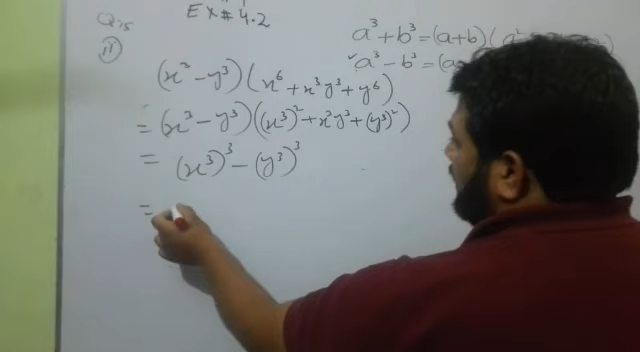 Q:5
EX # 4.2
a³ + b³ = (a+b)(a²
ii
✓a³ - b³ = (a
(x³ - y³)(x⁶ + x³y³ + y⁶)
= (x³ - y³)((x³)² + x³y³ + (y³)²)
= (x³)³ - (y³)³
=